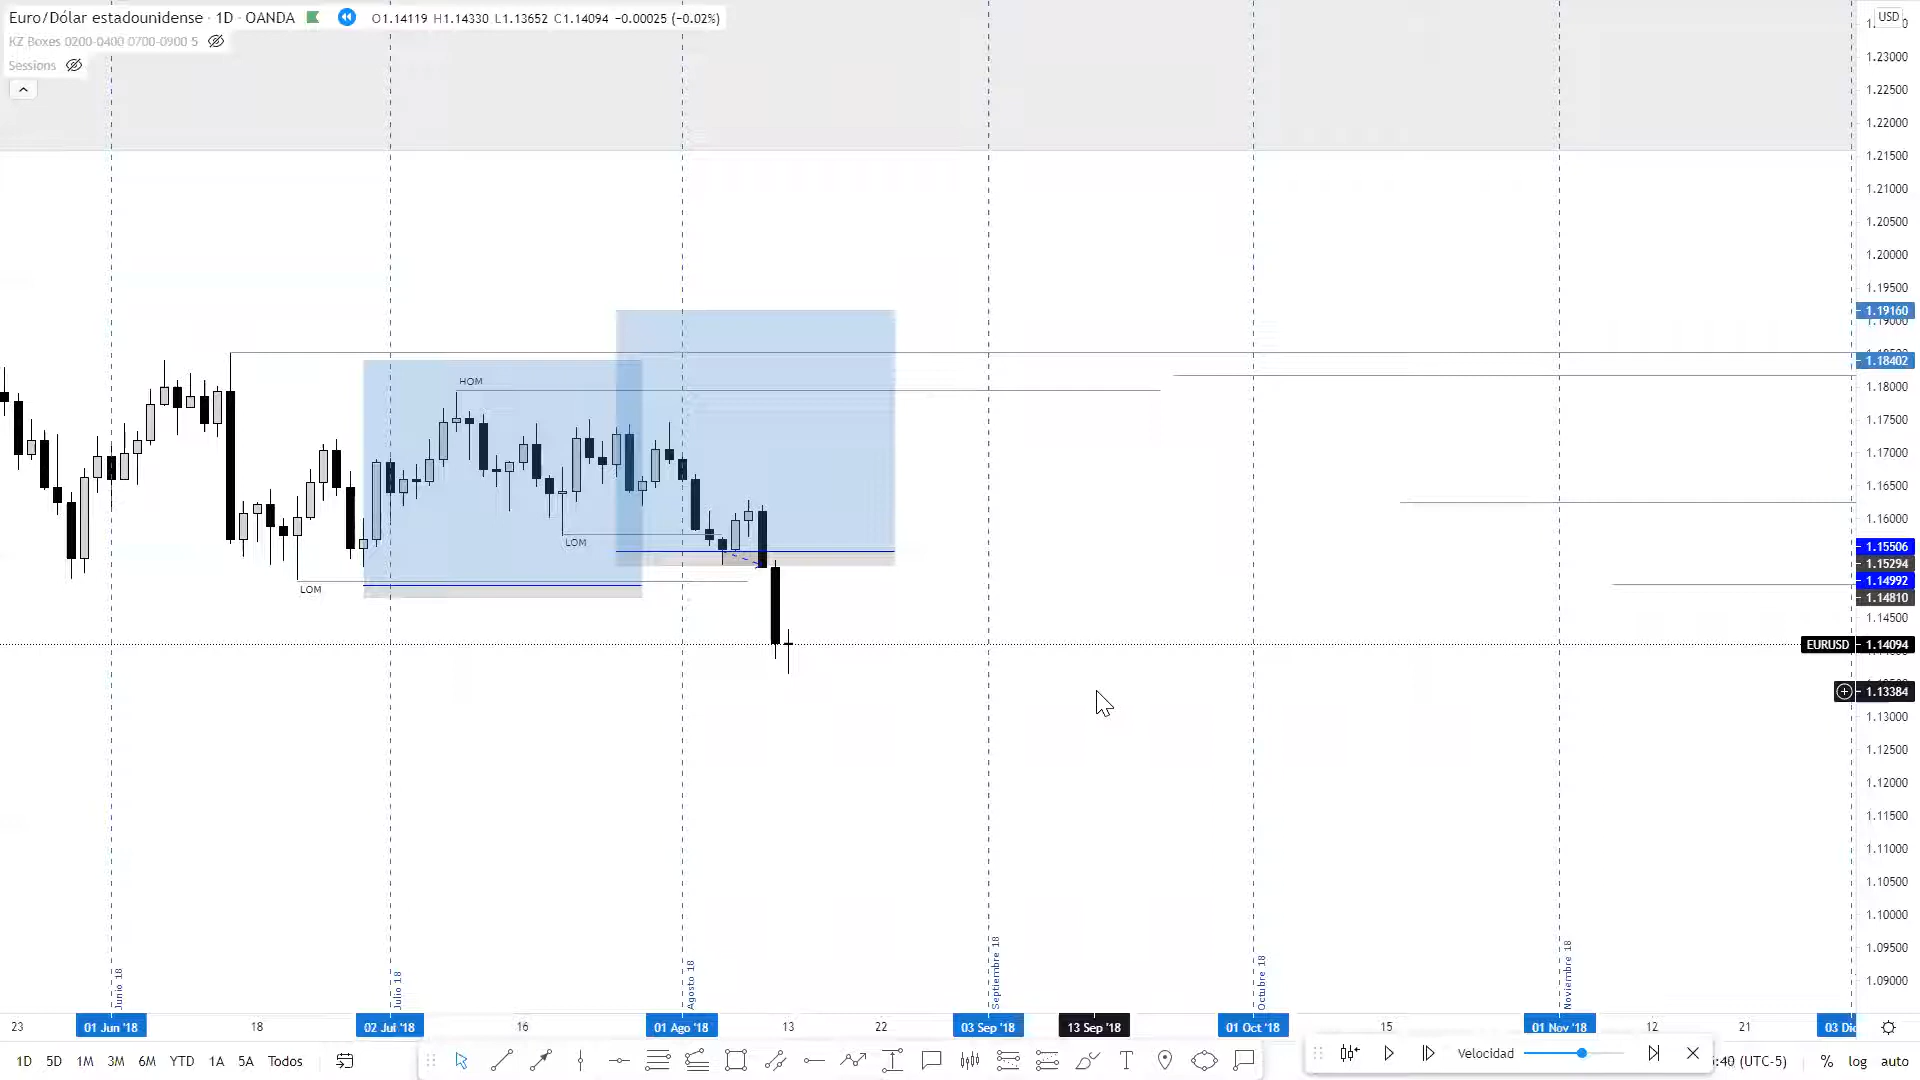 Euro/Dólar estadounidense · 1D · OANDA O1.14119 H1.14330 L1.13652 C1.14094 −0.00025 (−0.02%)
KZ Boxes 0200-0400 0700-0900 5
Sessions
USD
1.23000
1.22500
1.22000
1.21500
1.21000
1.20500
1.20000
1.19500
1.19160
1.19000
1.18402
1.18000
1.17500
1.17000
1.16500
1.16000
1.15506
1.15294
1.14992
1.14810
1.14500
EURUSD 1.14094
1.13384
1.13000
1.12500
1.12000
1.11500
1.11000
1.10500
1.10000
1.09500
1.09000
HOM
LOM
LOM
Junio 18
Julio 18
Agosto 18
Septiembre 18
Octubre 18
Noviembre 18
23 01 Jun '18 18 02 Jul '18 16 01 Ago '18 13 22 03 Sep '18 13 Sep '18 01 Oct '18 15 01 Nov '18 12 21 03 Dic
1D 5D 1M 3M 6M YTD 1A 5A Todos
Velocidad
:40 (UTC-5) % log auto